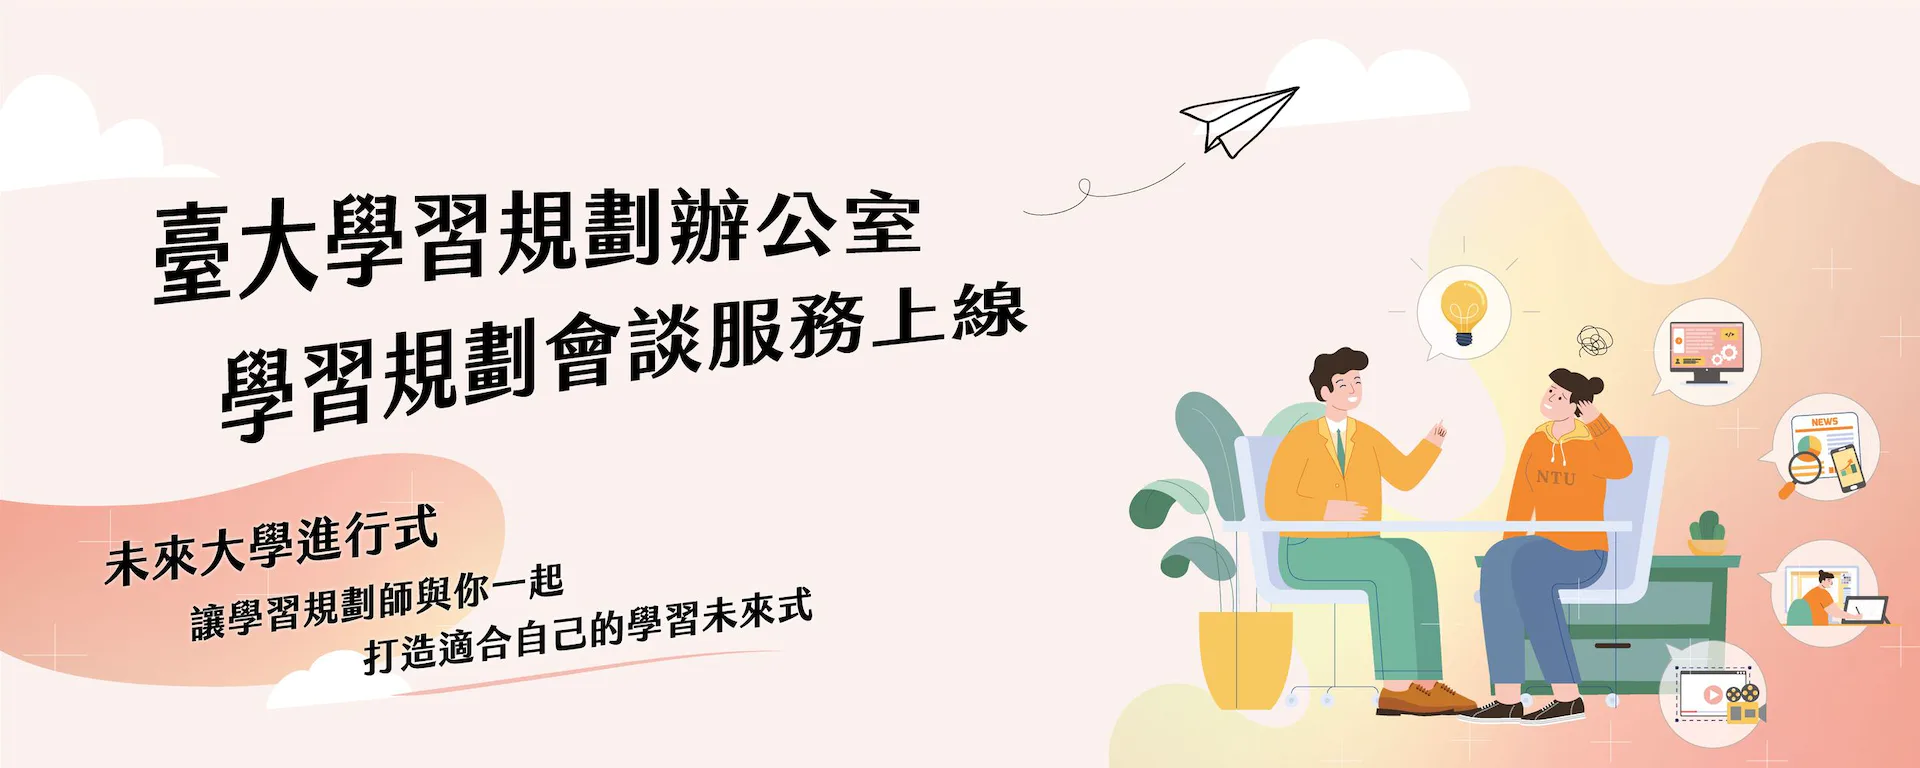 臺大學習規劃辦公室
學習規劃會談服務上線
未來大學進行式
讓學習規劃師與你一起
打造適合自己的學習未來式
NTU
</>
NEWS